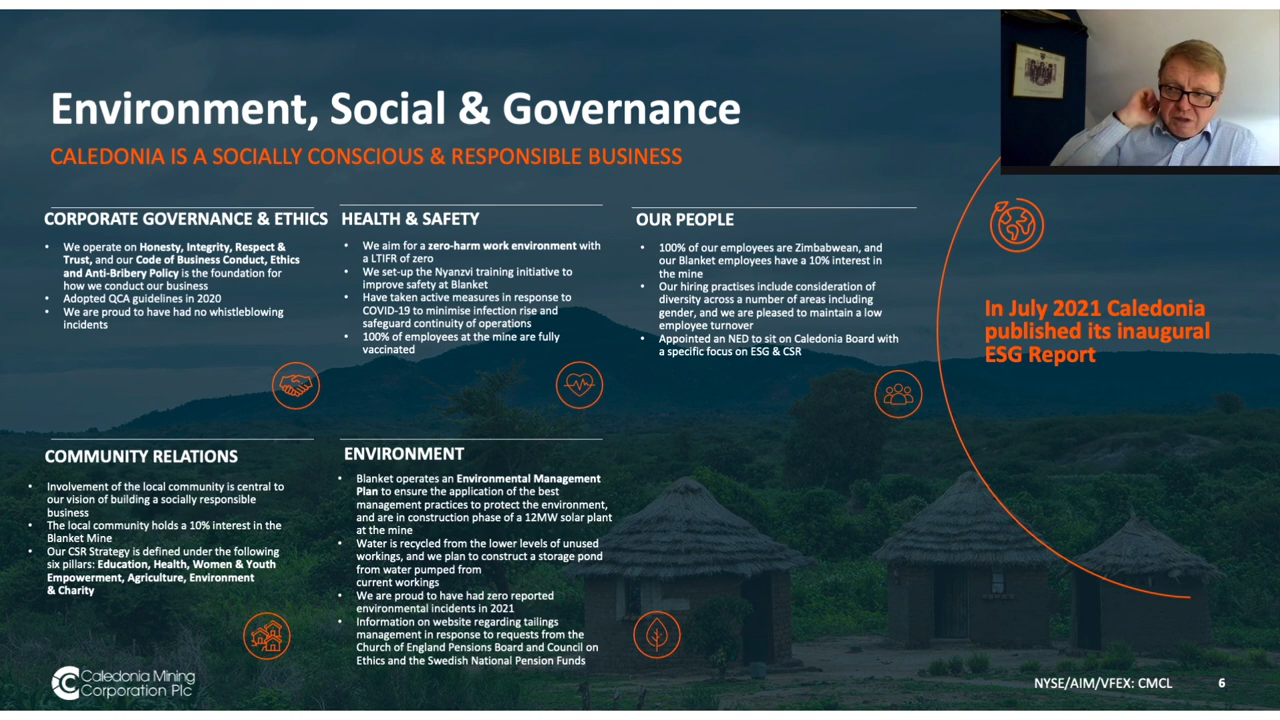 Environment, Social & Governance
CALEDONIA IS A SOCIALLY CONSCIOUS & RESPONSIBLE BUSINESS
CORPORATE GOVERNANCE & ETHICS
• We operate on Honesty, Integrity, Respect &
Trust, and our Code of Business Conduct, Ethics
and Anti-Bribery Policy is the foundation for
how we conduct our business
• Adopted QCA guidelines in 2020
• We are proud to have had no whistleblowing
incidents
HEALTH & SAFETY
• We aim for a zero-harm work environment with
a LTIFR of zero
• We set-up the Nyanzvi training initiative to
improve safety at Blanket
• Have taken active measures in response to
COVID-19 to minimise infection rise and
safeguard continuity of operations
• 100% of employees at the mine are fully
vaccinated
OUR PEOPLE
• 100% of our employees are Zimbabwean, and
our Blanket employees have a 10% interest in
the mine
• Our hiring practises include consideration of
diversity across a number of areas including
gender, and we are pleased to maintain a low
employee turnover
• Appointed an NED to sit on Caledonia Board with
a specific focus on ESG & CSR
In July 2021 Caledonia
published its inaugural
ESG Report
COMMUNITY RELATIONS
• Involvement of the local community is central to
our vision of building a socially responsible
business
• The local community holds a 10% interest in the
Blanket Mine
• Our CSR Strategy is defined under the following
six pillars: Education, Health, Women & Youth
Empowerment, Agriculture, Environment
& Charity
ENVIRONMENT
• Blanket operates an Environmental Management
Plan to ensure the application of the best
management practices to protect the environment,
and are in construction phase of a 12MW solar plant
at the mine
• Water is recycled from the lower levels of unused
workings, and we plan to construct a storage pond
from water pumped from
current workings
• We are proud to have had zero reported
environmental incidents in 2021
• Information on website regarding tailings
management in response to requests from the
Church of England Pensions Board and Council on
Ethics and the Swedish National Pension Funds
Caledonia Mining
Corporation Plc
NYSE/AIM/VFEX: CMCL
6